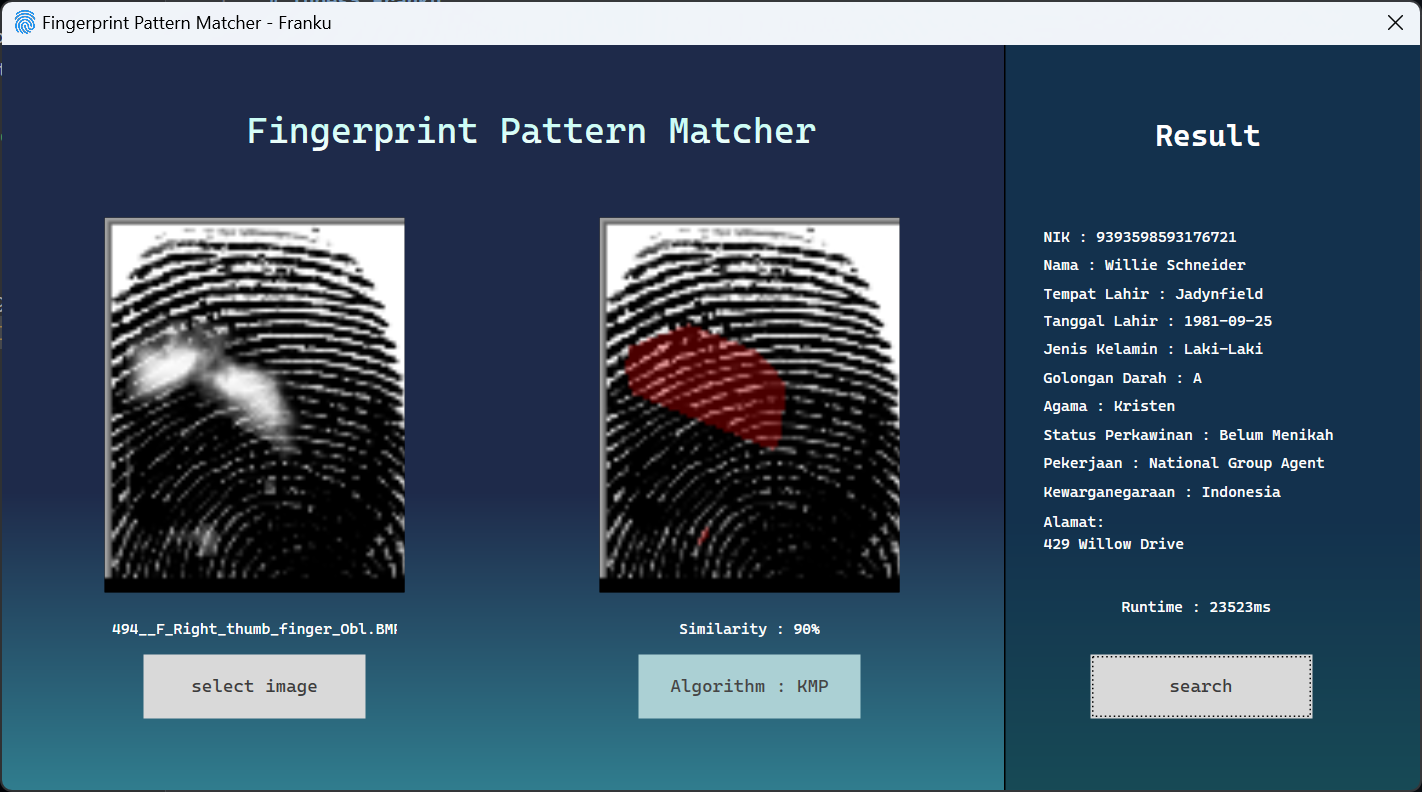 Fingerprint Pattern Matcher - Franku
Fingerprint Pattern Matcher
494__F_Right_thumb_finger_Obl.BMP
select image
Similarity : 90%
Algorithm : KMP
Result
NIK : 9393598593176721
Nama : Willie Schneider
Tempat Lahir : Jadynfield
Tanggal Lahir : 1981-09-25
Jenis Kelamin : Laki-Laki
Golongan Darah : A
Agama : Kristen
Status Perkawinan : Belum Menikah
Pekerjaan : National Group Agent
Kewarganegaraan : Indonesia
Alamat:
429 Willow Drive
Runtime : 23523ms
search